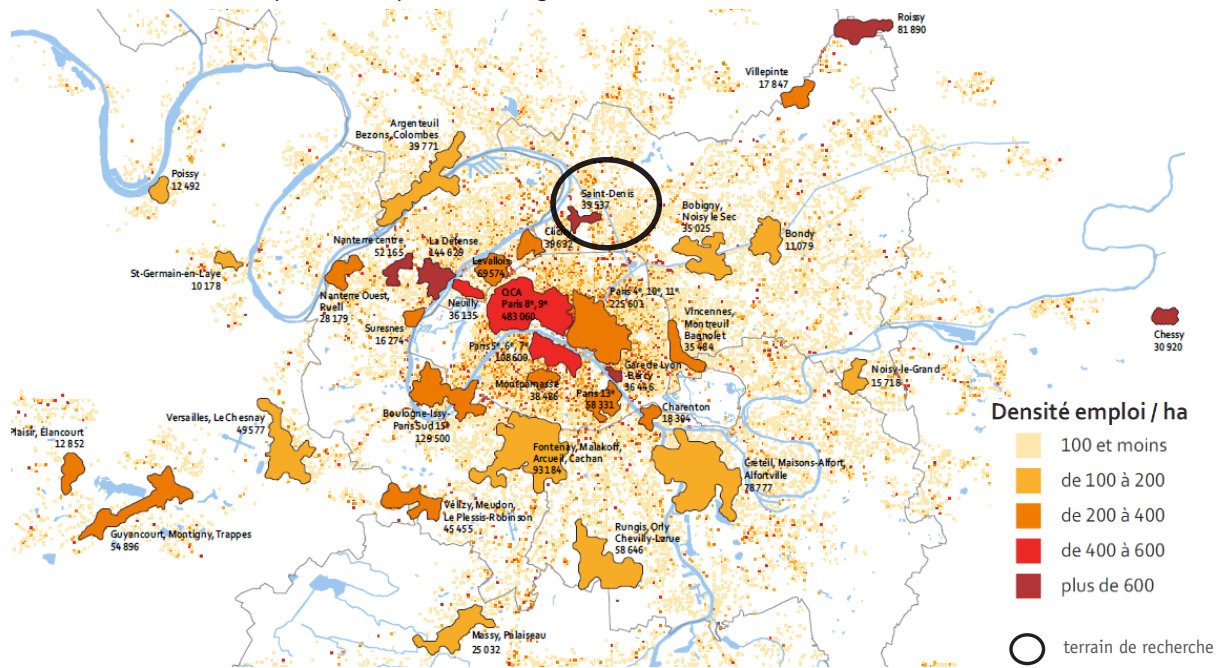 Roissy
81 890
Villepinte
17 847
Argenteuil
Bezons, Colombes
39 771
Poissy
12 492
Saint-Denis
39 537
Bobigny,
Noisy le Sec
35 025
Bondy
11 079
Nanterre centre
52 165
La Défense
144 629
Levallois
69 574
St-Germain-en-Laye
10 178
Nanterre Ouest,
Rueil
28 179
Neuilly
36 135
QCA
Paris 8e, 9e
483 060
Paris 4e, 10e, 11e
225 601
Suresnes
16 274
Vincennes,
Montreuil
Bagnolet
35 484
Chessy
30 920
Paris 5e, 6e, 7e
108 600
Gare de Lyon
-Bercy
36 446
Noisy-le-Grand
15 718
Montparnasse
38 486
Paris 13e
58 331
Charenton
18 304
Boulogne-Issy-
Paris Sud 15e
129 500
Versailles, Le Chesnay
49 577
Plaisir, Élancourt
12 852
Fontenay, Malakoff,
Arcueil, Cachan
93 184
Créteil, Maisons-Alfort,
Alfortville
78 777
Vélizy, Meudon,
Le Plessis-Robinson
45 455
Guyancourt, Montigny, Trappes
54 896
Rungis, Orly
Chevilly-Larue
58 646
Massy, Palaiseau
25 032
Densité emploi / ha
100 et moins
de 100 à 200
de 200 à 400
de 400 à 600
plus de 600
terrain de recherche